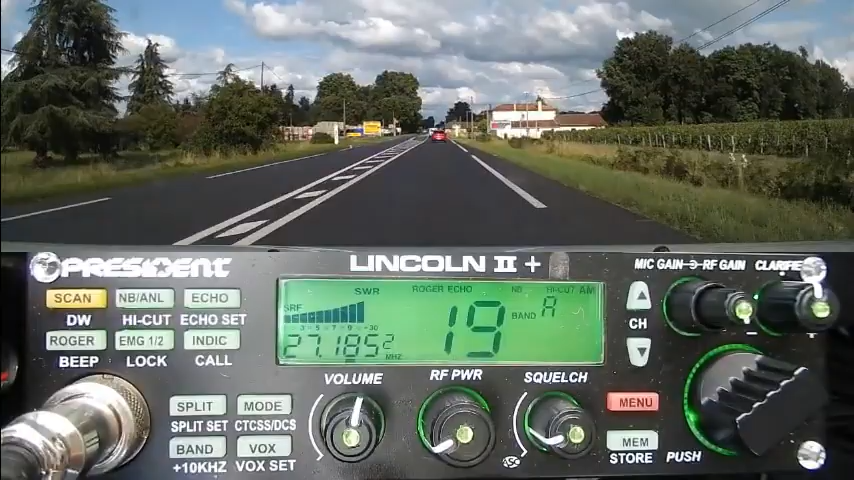 PRESIDENT
LINCOLN II +
MIC GAIN RF GAIN
SCAN
NB/ANL
ECHO
SWR
ROGER ECHO
HI-CUT AM
DW
HI-CUT
ECHO SET
SRF
19
BAND A
CH
ROGER
EMG 1/2
INDIC
27.1852 MHZ
BEEP
LOCK
CALL
VOLUME
RF PWR
SQUELCH
SPLIT
MODE
MENU
SPLIT SET
CTCSS/DCS
BAND
VOX
MEM
+10KHZ
VOX SET
ASC
STORE
PUSH